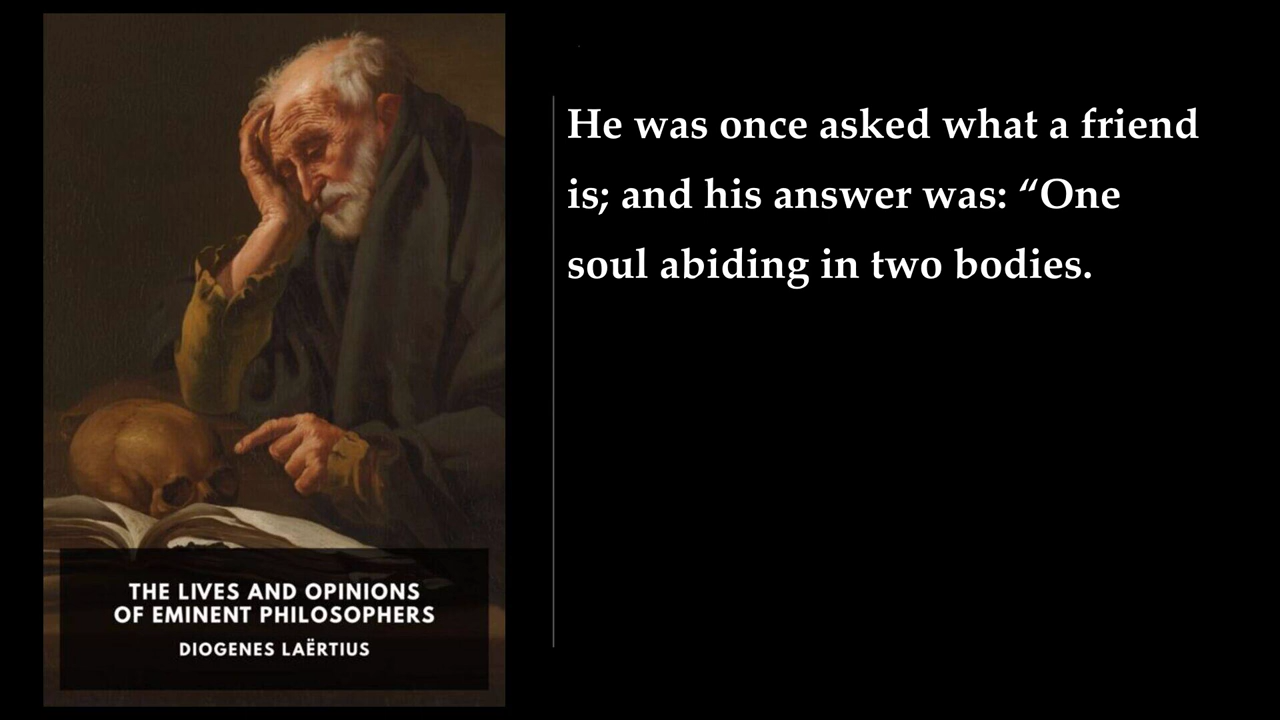 THE LIVES AND OPINIONS
OF EMINENT PHILOSOPHERS
DIOGENES LAËRTIUS
He was once asked what a friend
is; and his answer was: “One
soul abiding in two bodies.